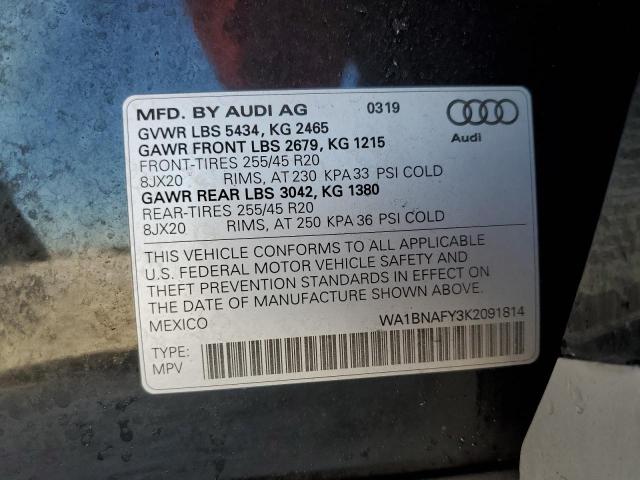 MFD. BY AUDI AG 0319
GVWR LBS 5434, KG 2465
GAWR FRONT LBS 2679, KG 1215
Audi
FRONT-TIRES 255/45 R20
8JX20 RIMS, AT 230 KPA 33 PSI COLD
GAWR REAR LBS 3042, KG 1380
REAR-TIRES 255/45 R20
8JX20 RIMS, AT 250 KPA 36 PSI COLD
THIS VEHICLE CONFORMS TO ALL APPLICABLE
U.S. FEDERAL MOTOR VEHICLE SAFETY AND
THEFT PREVENTION STANDARDS IN EFFECT ON
THE DATE OF MANUFACTURE SHOWN ABOVE.
MEXICO WA1BNAFY3K2091814
TYPE:
MPV